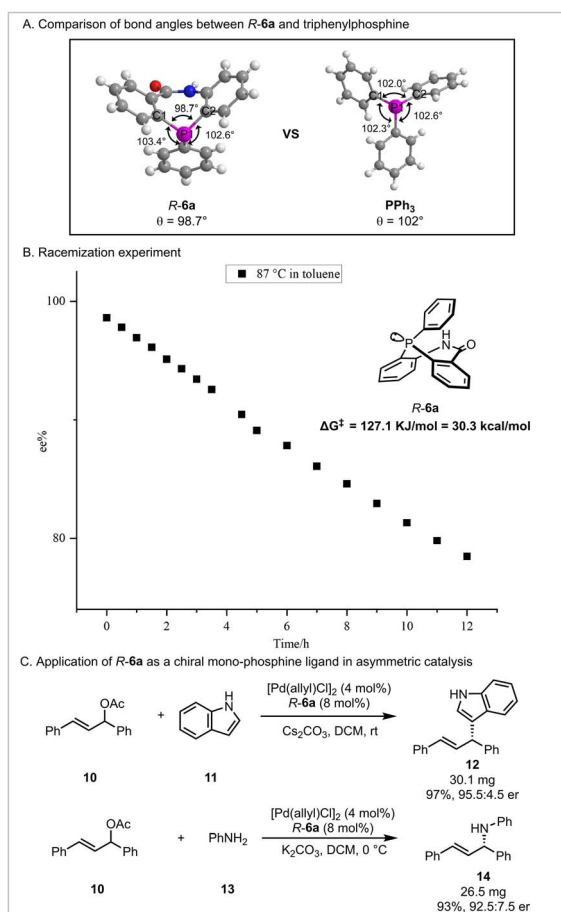 A. Comparison of bond angles between R-6a and triphenylphosphine
C1
98.7°
C2
P1
103.4°
102.6°
R-6a
θ = 98.7°
VS
102.0°
C2
P1
102.3°
102.6°
PPh3
θ = 102°
B. Racemization experiment
■ 87 °C in toluene
100
80
ee%
0 2 4 6 8 10 12
Time/h
P
H
N
O
R-6a
ΔG‡ = 127.1 KJ/mol = 30.3 kcal/mol
C. Application of R-6a as a chiral mono-phosphine ligand in asymmetric catalysis
OAc
Ph Ph
10
+
H
N
11
[Pd(allyl)Cl]2 (4 mol%)
R-6a (8 mol%)
Cs2CO3, DCM, rt
HN
Ph Ph
12
30.1 mg
97%, 95.5:4.5 er
OAc
Ph Ph
10
+
PhNH2
13
[Pd(allyl)Cl]2 (4 mol%)
R-6a (8 mol%)
K2CO3, DCM, 0 °C
HN Ph
Ph Ph
14
26.5 mg
93%, 92.5:7.5 er